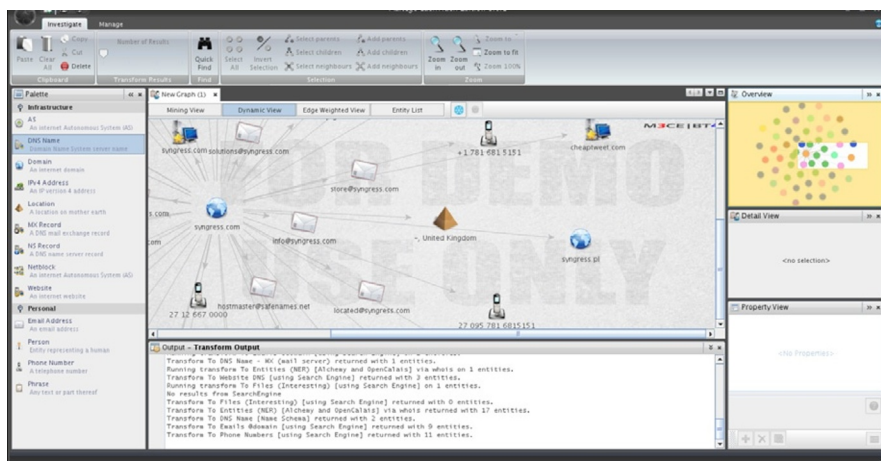 Investigate Manage
Copy Number of Results Select parents Add parents Zoom to
Cut Select children Add children Zoom to fit
Paste Clear All Delete Quick Find Select All Invert Selection Select neighbours Add neighbours Zoom in Zoom out Zoom 100%
Clipboard Transform Results Find Selection Zoom
Palette
Infrastructure
AS
An Internet Autonomous System (AS)
DNS Name
Domain Name System server name
Domain
An internet domain
IPv4 Address
An IP version 4 address
Location
A location on mother earth
MX Record
A DNS mail exchange record
NS Record
A DNS name server record
Netblock
An internet Autonomous System (AS)
Website
An internet website
Personal
Email Address
An email address
Person
Entity representing a human
Phone Number
A telephone number
Phrase
Any text or part thereof
New Graph (1)
Mining View Dynamic View Edge Weighted View Entity List
FOR DEMO
USE ONLY
syngress.com solutions@syngress.com
+1 781 681 5151
cheaptweet.com
store@syngress.com
s.com
syngress.com
om
info@syngress.com
~, United Kingdom
syngress.pl
hostmaster@safenames.net
27 12 667 0000
located@syngress.com
27 095 781 6815151
Output - Transform Output
Transform To DNS Name - MX (mail server) returned with 1 entities.
Running transform To Entities (NER) [Alchemy and OpenCalais] via whois on 1 entities.
Transform To Website DNS [using Search Engine] returned with 3 entities.
Running transform To Files (Interesting) [using Search Engine] on 1 entities.
No results from SearchEngine
Transform To Files (Interesting) [using Search Engine] returned with 0 entities.
Transform To Entities (NER) [Alchemy and OpenCalais] via whois returned with 17 entities.
Transform To DNS Name [Name Schema] returned with 2 entities.
Transform To Emails @domain [using Search Engine] returned with 9 entities.
Transform To Phone Numbers [using Search Engine] returned with 11 entities.
Overview
Detail View
<no selection>
Property View
<No Properties>